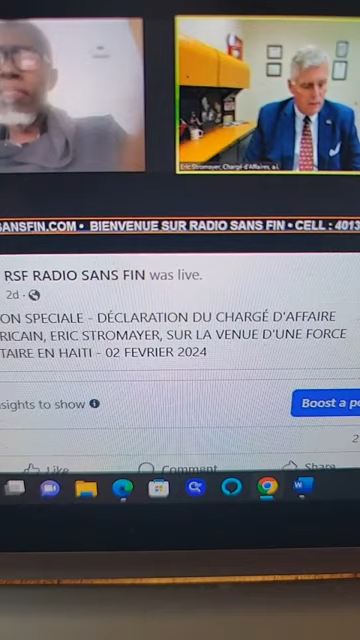 Eric Stromayer, Chargé d'Affaires, a.i.
SANSFIN.COM • BIENVENUE SUR RADIO SANS FIN • CELL : 4013
RSF RADIO SANS FIN was live.
2d
ON SPECIALE - DÉCLARATION DU CHARGÉ D'AFFAIRE
RICAIN, ERIC STROMAYER, SUR LA VENUE D'UNE FORCE
TAIRE EN HAITI - 02 FEVRIER 2024
sights to show
Boost a po
2
Like Comment Share
W